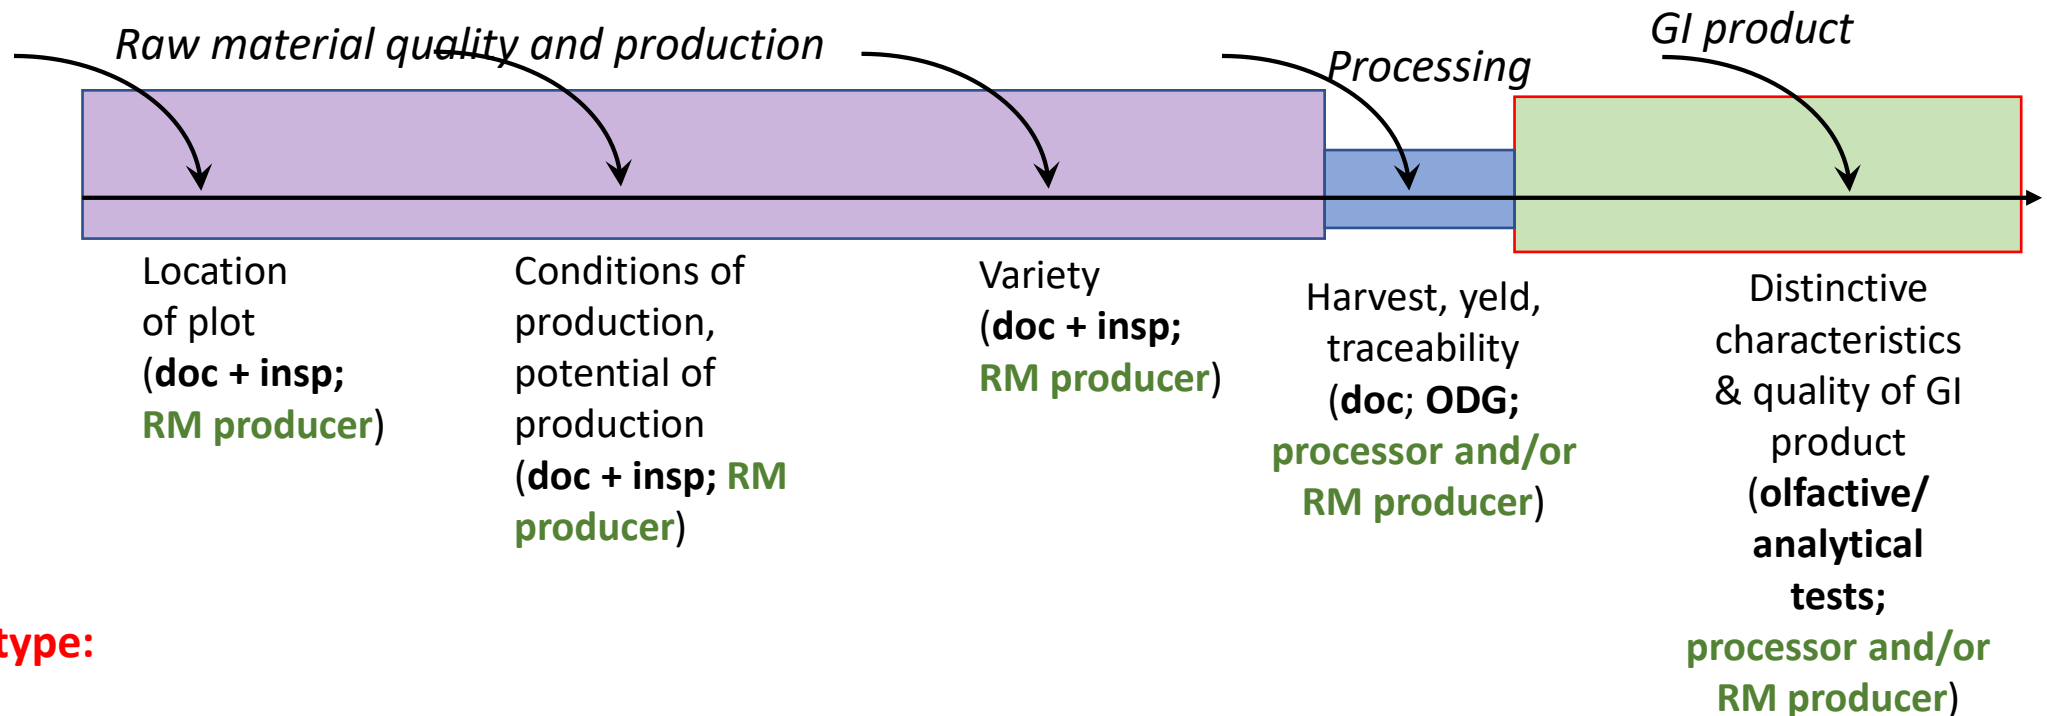 Raw material quality and production
Processing
GI product
Location
of plot
(doc + insp;
RM producer)
Conditions of
production,
potential of
production
(doc + insp; RM
producer)
Variety
(doc + insp;
RM producer)
Harvest, yeld,
traceability
(doc; ODG;
processor and/or
RM producer)
Distinctive
characteristics
& quality of GI
product
(olfactive/
analytical
tests;
processor and/or
RM producer)
type: